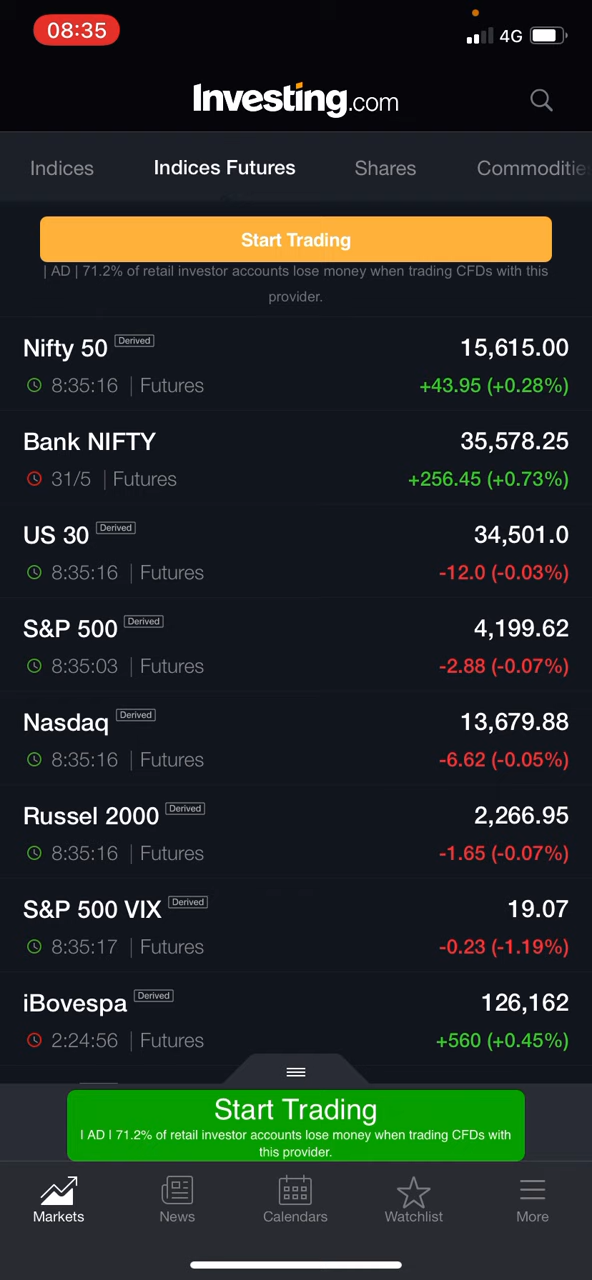 08:35
4G
Investing.com
Indices Indices Futures Shares Commoditie
Start Trading
| AD | 71.2% of retail investor accounts lose money when trading CFDs with this
provider.
Nifty 50 Derived 15,615.00
8:35:16 | Futures +43.95 (+0.28%)
Bank NIFTY 35,578.25
31/5 | Futures +256.45 (+0.73%)
US 30 Derived 34,501.0
8:35:16 | Futures -12.0 (-0.03%)
S&P 500 Derived 4,199.62
8:35:03 | Futures -2.88 (-0.07%)
Nasdaq Derived 13,679.88
8:35:16 | Futures -6.62 (-0.05%)
Russel 2000 Derived 2,266.95
8:35:16 | Futures -1.65 (-0.07%)
S&P 500 VIX Derived 19.07
8:35:17 | Futures -0.23 (-1.19%)
iBovespa Derived 126,162
2:24:56 | Futures +560 (+0.45%)
Start Trading
| AD | 71.2% of retail investor accounts lose money when trading CFDs with
this provider.
Markets News Calendars Watchlist More